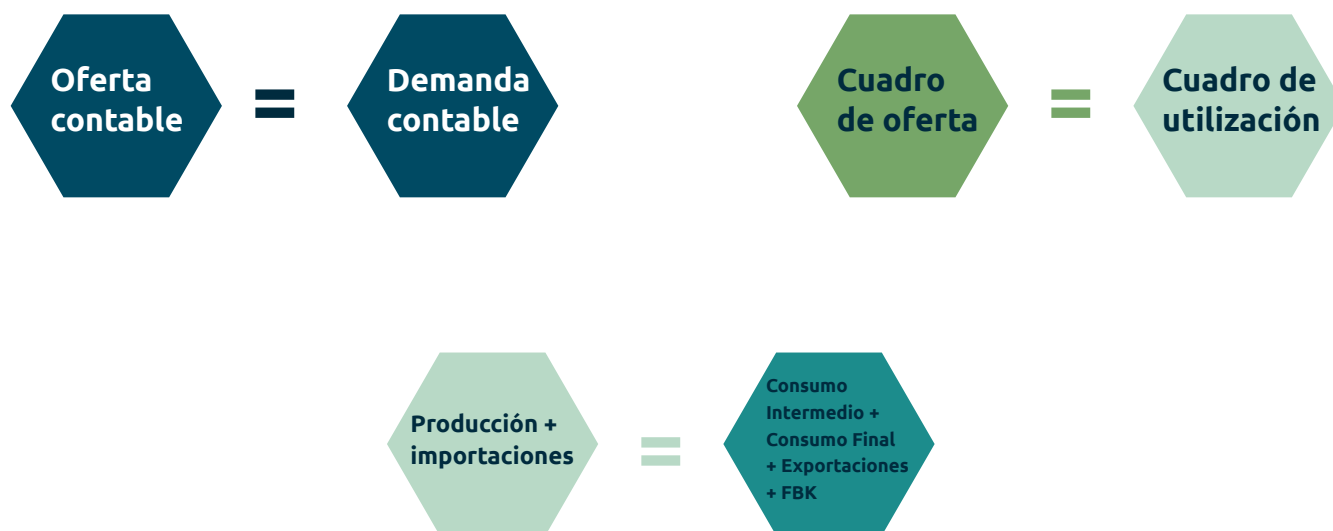 Oferta
contable
=
Demanda
contable
Cuadro
de oferta
=
Cuadro de
utilización
Producción +
importaciones
=
Consumo
Intermedio +
Consumo Final
+ Exportaciones
+ FBK